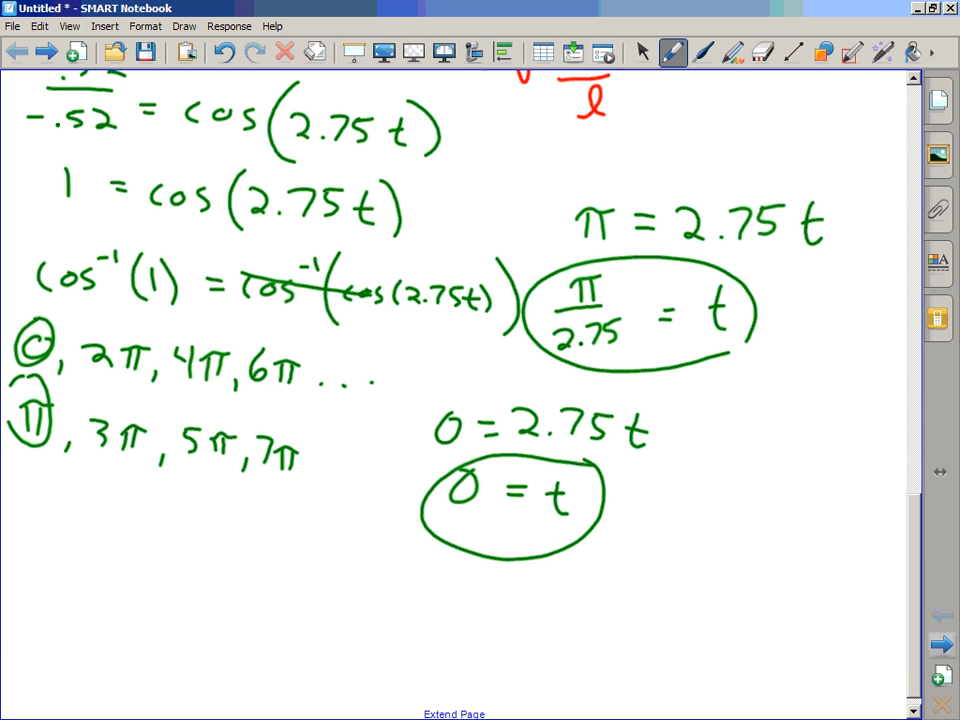 Untitled * - SMART Notebook
File Edit View Insert Format Draw Response Help
-.52 = cos(2.75t)
l
1 = cos(2.75t)
π = 2.75t
cos⁻¹(1) = cos⁻¹(cos(2.75t))
π/2.75 = t
0, 2π, 4π, 6π...
π, 3π, 5π, 7π
0 = 2.75t
0 = t
Extend Page